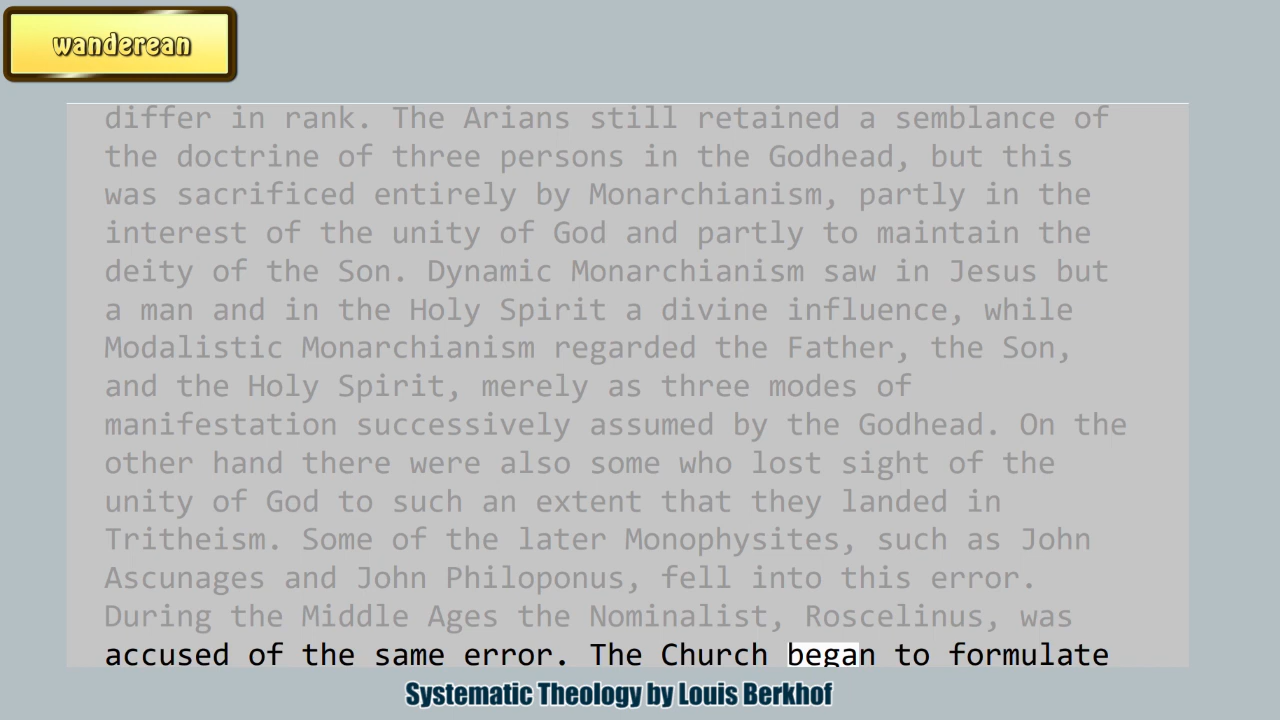 wanderean
differ in rank. The Arians still retained a semblance of
the doctrine of three persons in the Godhead, but this
was sacrificed entirely by Monarchianism, partly in the
interest of the unity of God and partly to maintain the
deity of the Son. Dynamic Monarchianism saw in Jesus but
a man and in the Holy Spirit a divine influence, while
Modalistic Monarchianism regarded the Father, the Son,
and the Holy Spirit, merely as three modes of
manifestation successively assumed by the Godhead. On the
other hand there were also some who lost sight of the
unity of God to such an extent that they landed in
Tritheism. Some of the later Monophysites, such as John
Ascunages and John Philoponus, fell into this error.
During the Middle Ages the Nominalist, Roscelinus, was
accused of the same error. The Church began to formulate
Systematic Theology by Louis Berkhof